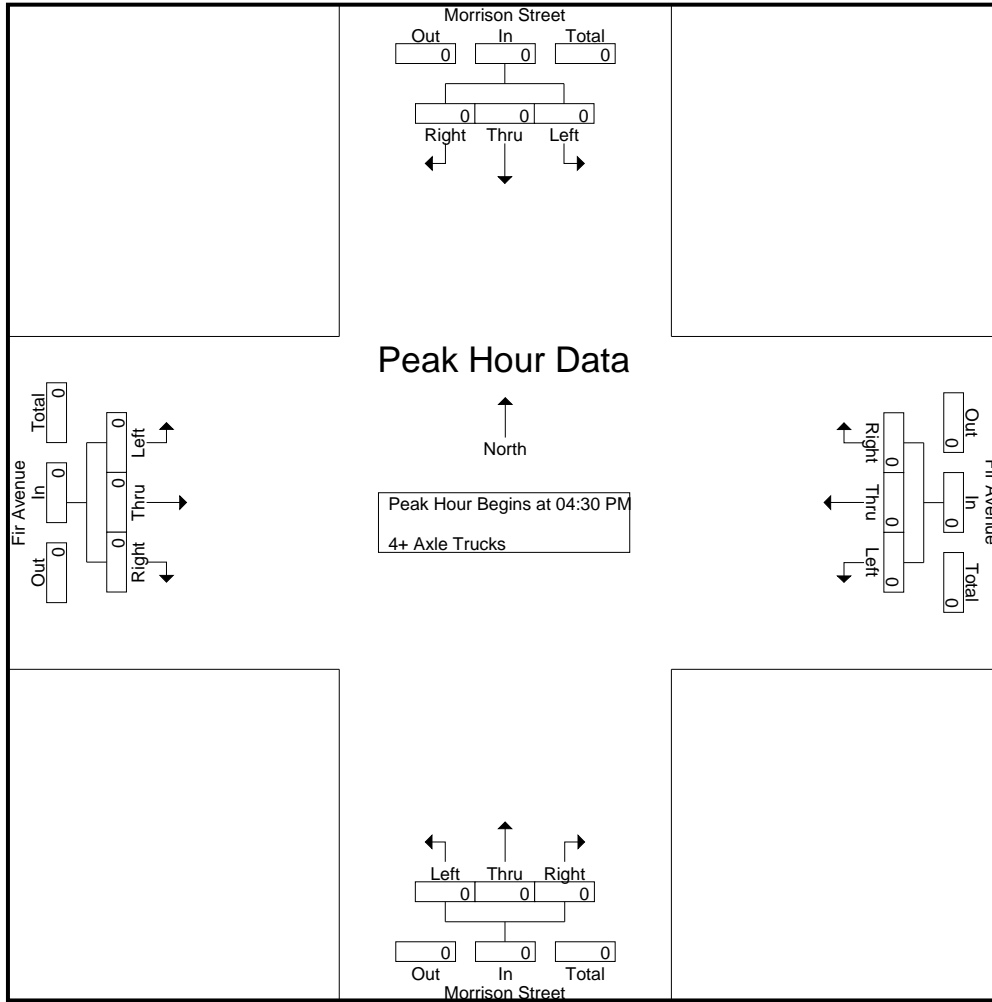 Morrison Street
Out In Total
0 0 0
0 0 0
Right Thru Left
Peak Hour Data
North
Peak Hour Begins at 04:30 PM
4+ Axle Trucks
Fir Avenue
Out In Total
0 0 0
Right Thru Left
0 0 0
Fir Avenue
Out In Total
0 0 0
Right Thru Left
0 0 0
Left Thru Right
0 0 0
0 0 0
Out In Total
Morrison Street